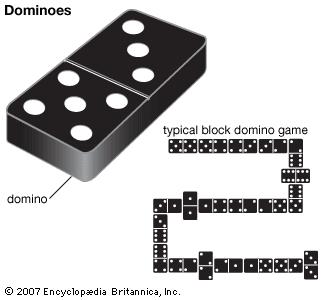 Dominoes
typical block domino game
domino
© 2007 Encyclopædia Britannica, Inc.